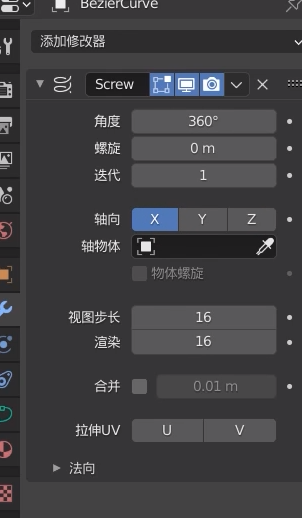 BezierCurve
添加修改器
Screw
角度 360°
螺旋 0 m
迭代 1
轴向 X Y Z
轴物体
物体螺旋
视图步长 16
渲染 16
合并 0.01 m
拉伸UV U V
法向